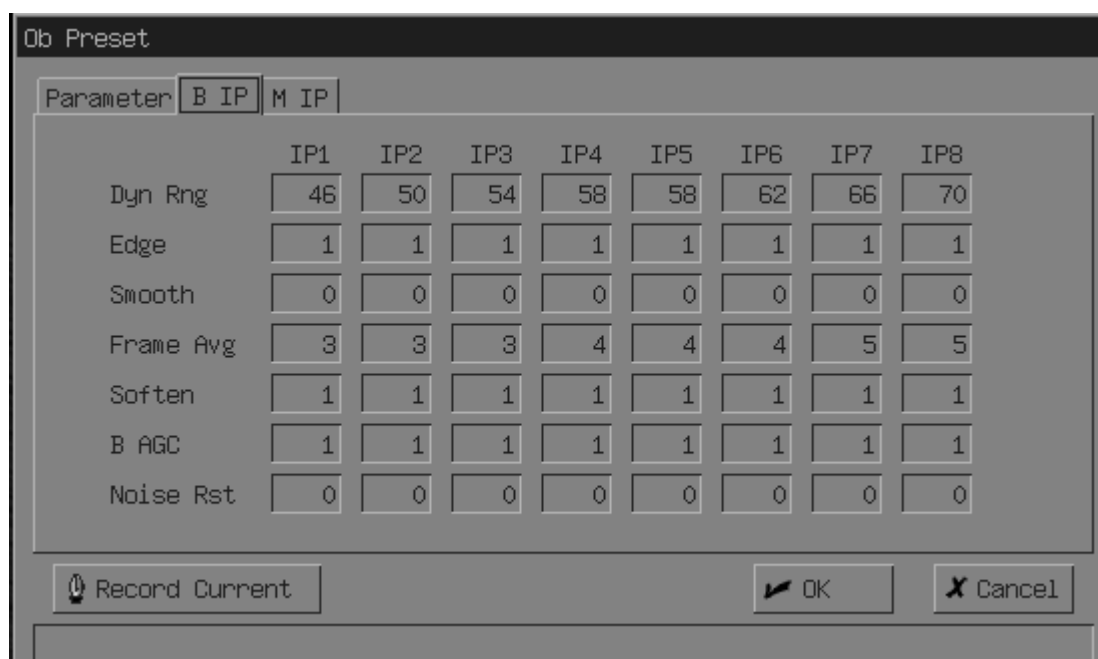 Ob Preset
Parameter B IP M IP
IP1 IP2 IP3 IP4 IP5 IP6 IP7 IP8
Dyn Rng 46 50 54 58 58 62 66 70
Edge 1 1 1 1 1 1 1 1
Smooth 0 0 0 0 0 0 0 0
Frame Avg 3 3 3 4 4 4 5 5
Soften 1 1 1 1 1 1 1 1
B AGC 1 1 1 1 1 1 1 1
Noise Rst 0 0 0 0 0 0 0 0
Record Current OK Cancel